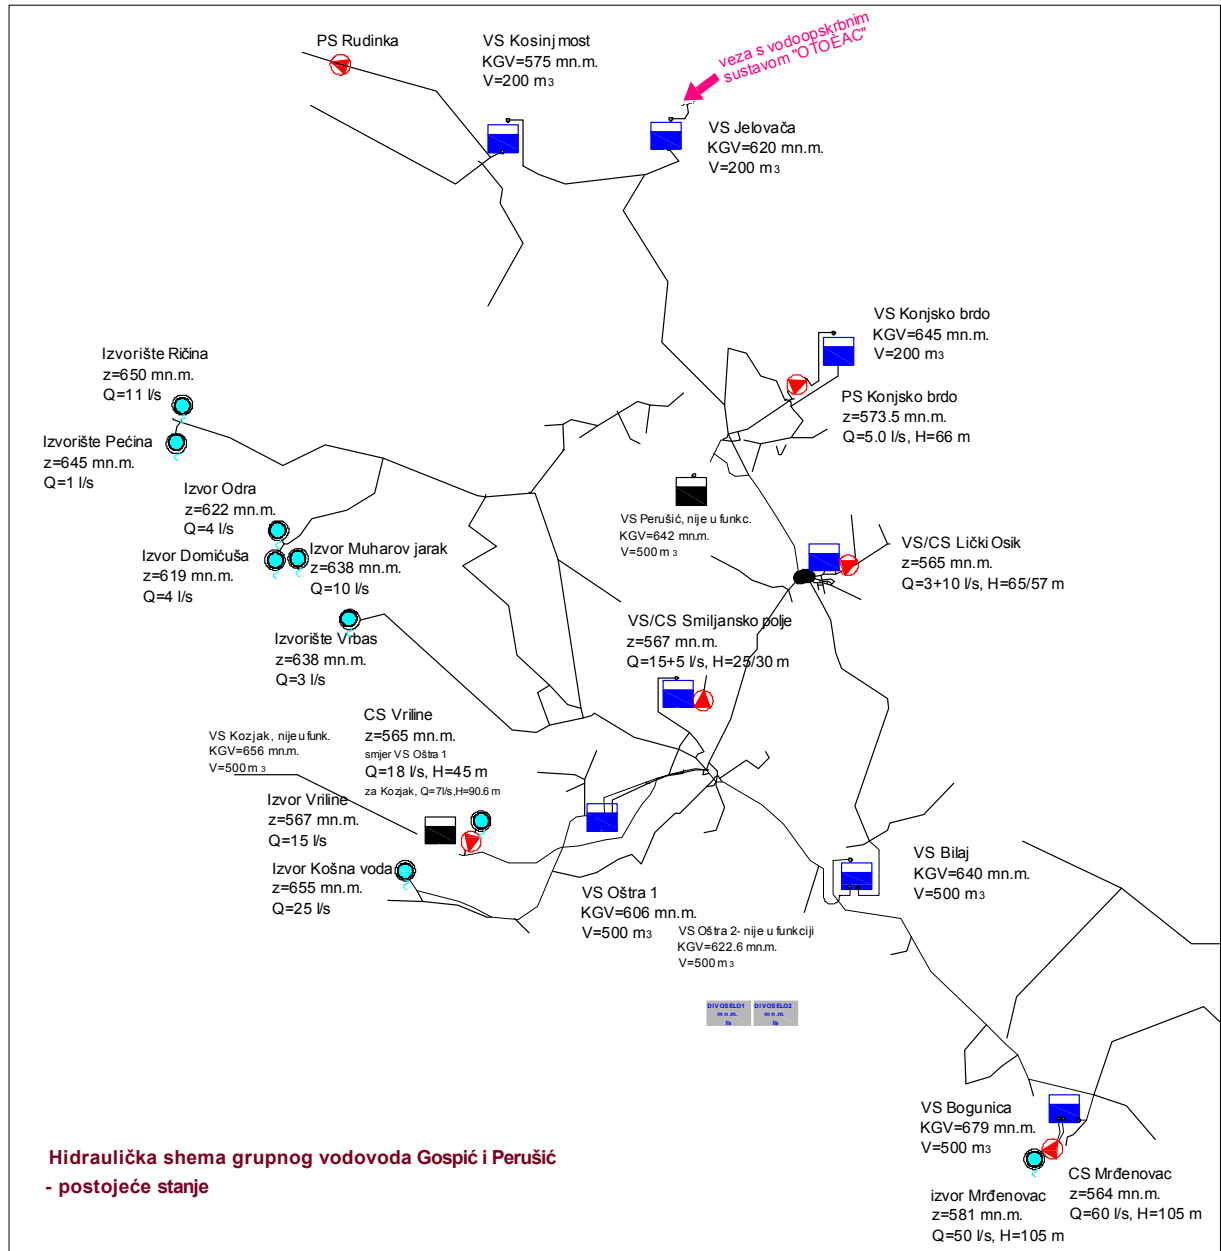 PS Rudinka
VS Kosinj most
KGV=575 mn.m.
V=200 m3
veza s vodoopskrbnim
sustavom "OTOÈAC"
VS Jelovača
KGV=620 mn.m.
V=200 m3
VS Konjsko brdo
KGV=645 mn.m.
V=200 m3
PS Konjsko brdo
z=573.5 mn.m.
Q=5.0 l/s, H=66 m
Izvorište Ričina
z=650 mn.m.
Q=11 l/s
Izvorište Pećina
z=645 mn.m.
Q=1 l/s
Izvor Odra
z=622 mn.m.
Q=4 l/s
Izvor Domićuša
z=619 mn.m.
Q=4 l/s
Izvor Muharov jarak
z=638 mn.m.
Q=10 l/s
Izvorište Vrbas
z=638 mn.m.
Q=3 l/s
VS Perušić, nije u funkc.
KGV=642 mn.m.
V=500 m3
VS/CS Lički Osik
z=565 mn.m.
Q=3+10 l/s, H=65/57 m
VS/CS Smiljansko polje
z=567 mn.m.
Q=15+5 l/s, H=25/30 m
CS Vriline
z=565 mn.m.
smjer VS Oštra 1
Q=18 l/s, H=45 m
za Kozjak, Q=7l/s,H=90.6 m
VS Kozjak, nije u funk.
KGV=656 mn.m.
V=500 m3
Izvor Vriline
z=567 mn.m.
Q=15 l/s
Izvor Košna voda
z=655 mn.m.
Q=25 l/s
VS Oštra 1
KGV=606 mn.m.
V=500 m3
VS Oštra 2- nije u funkciji
KGV=622.6 mn.m.
V=500 m3
VS Bilaj
KGV=640 mn.m.
V=500 m3
DIVOSELO1
m n .m.
l/s
DIVOSELO2
m n .m.
l/s
VS Bogunica
KGV=679 mn.m.
V=500 m3
izvor Mrđenovac
z=581 mn.m.
Q=50 l/s, H=105 m
CS Mrđenovac
z=564 mn.m.
Q=60 l/s, H=105 m
Hidraulička shema grupnog vodovoda Gospić i Perušić
- postojeće stanje